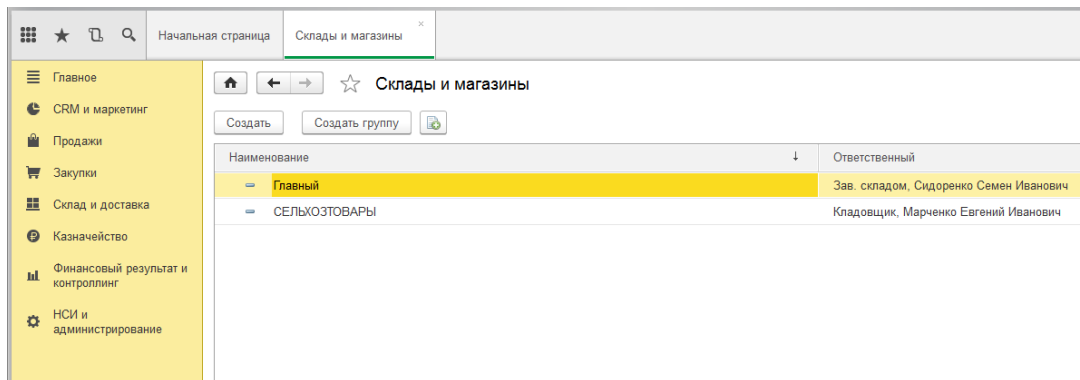 Начальная страница
Склады и магазины
Главное
CRM и маркетинг
Продажи
Закупки
Склад и доставка
Казначейство
Финансовый результат и
контроллинг
НСИ и
администрирование
Склады и магазины
Создать
Создать группу
Наименование
Ответственный
Главный
Зав. складом, Сидоренко Семен Иванович
СЕЛЬХОЗТОВАРЫ
Кладовщик, Марченко Евгений Иванович